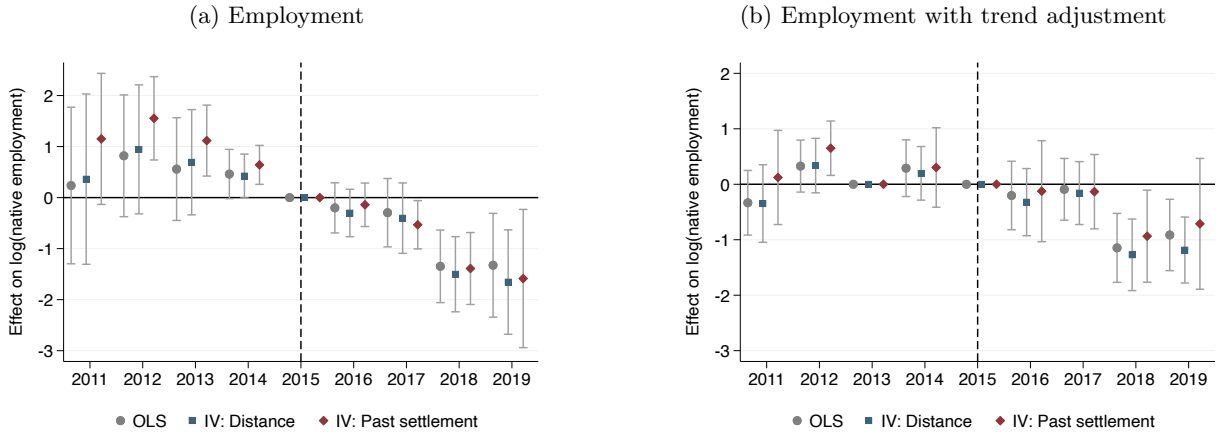 (a) Employment
Effect on log(native employment)
2
1
0
-1
-2
-3
2011 2012 2013 2014 2015 2016 2017 2018 2019
OLS IV: Distance IV: Past settlement
(b) Employment with trend adjustment
Effect on log(native employment)
2
1
0
-1
-2
-3
2011 2012 2013 2014 2015 2016 2017 2018 2019
OLS IV: Distance IV: Past settlement